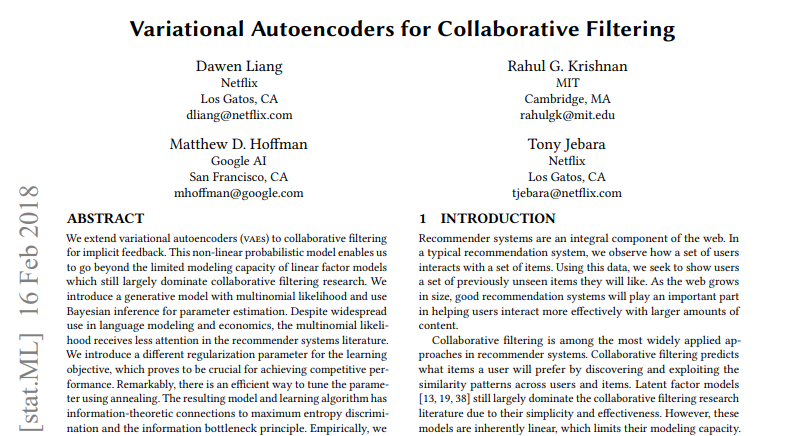 Variational Autoencoders for Collaborative Filtering
Dawen Liang
Netflix
Los Gatos, CA
dliang@netflix.com
Rahul G. Krishnan
MIT
Cambridge, MA
rahulgk@mit.edu
Matthew D. Hoffman
Google AI
San Francisco, CA
mhoffman@google.com
Tony Jebara
Netflix
Los Gatos, CA
tjebara@netflix.com
[stat.ML] 16 Feb 2018
ABSTRACT
We extend variational autoencoders (VAEs) to collaborative filtering
for implicit feedback. This non-linear probabilistic model enables us
to go beyond the limited modeling capacity of linear factor models
which still largely dominate collaborative filtering research. We
introduce a generative model with multinomial likelihood and use
Bayesian inference for parameter estimation. Despite widespread
use in language modeling and economics, the multinomial likeli-
hood receives less attention in the recommender systems literature.
We introduce a different regularization parameter for the learning
objective, which proves to be crucial for achieving competitive per-
formance. Remarkably, there is an efficient way to tune the parame-
ter using annealing. The resulting model and learning algorithm has
information-theoretic connections to maximum entropy discrimi-
nation and the information bottleneck principle. Empirically, we
1 INTRODUCTION
Recommender systems are an integral component of the web. In
a typical recommendation system, we observe how a set of users
interacts with a set of items. Using this data, we seek to show users
a set of previously unseen items they will like. As the web grows
in size, good recommendation systems will play an important part
in helping users interact more effectively with larger amounts of
content.
Collaborative filtering is among the most widely applied ap-
proaches in recommender systems. Collaborative filtering predicts
what items a user will prefer by discovering and exploiting the
similarity patterns across users and items. Latent factor models
[13, 19, 38] still largely dominate the collaborative filtering research
literature due to their simplicity and effectiveness. However, these
models are inherently linear, which limits their modeling capacity.